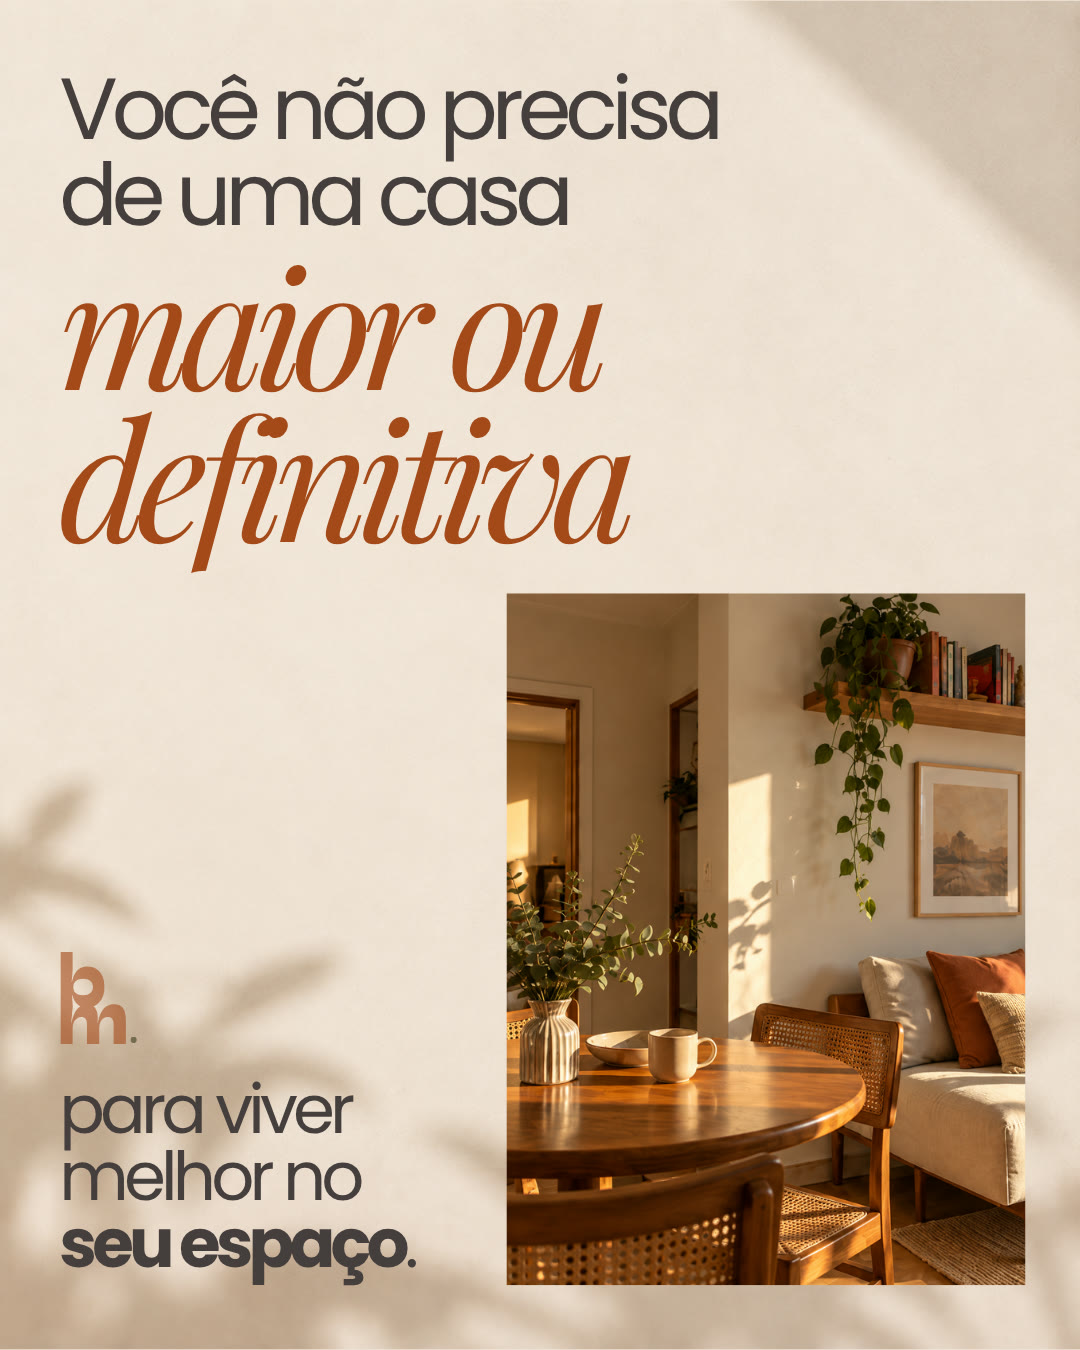 Você não precisa
de uma casa
maior ou
definitiva
bm.
para viver
melhor no
seu espaço.